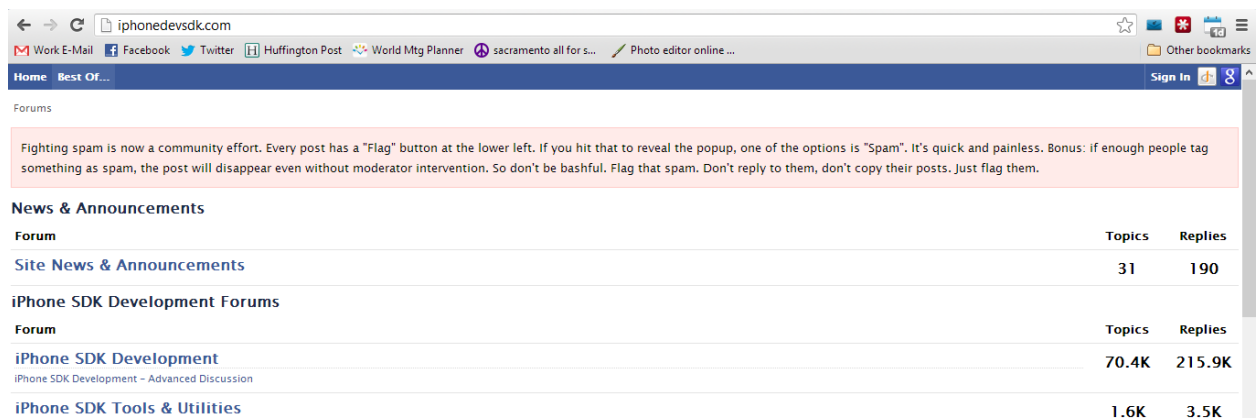 iphonedevsdk.com
Work E-Mail Facebook Twitter Huffington Post World Mtg Planner sacramento all for s... Photo editor online ... Other bookmarks
Home Best Of... Sign In
Forums
Fighting spam is now a community effort. Every post has a "Flag" button at the lower left. If you hit that to reveal the popup, one of the options is "Spam". It's quick and painless. Bonus: if enough people tag
something as spam, the post will disappear even without moderator intervention. So don't be bashful. Flag that spam. Don't reply to them, don't copy their posts. Just flag them.
News & Announcements
Forum Topics Replies
Site News & Announcements 31 190
iPhone SDK Development Forums
Forum Topics Replies
iPhone SDK Development 70.4K 215.9K
iPhone SDK Development – Advanced Discussion
iPhone SDK Tools & Utilities 1.6K 3.5K